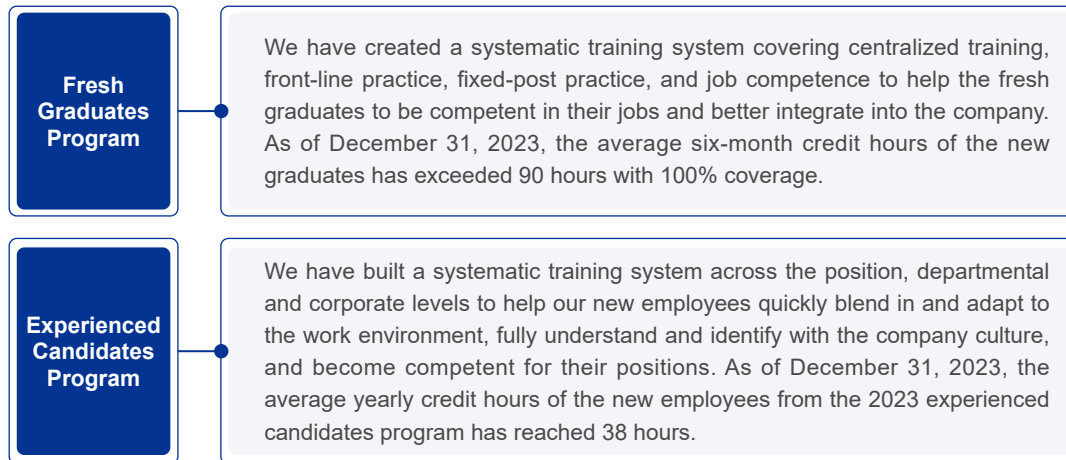 Fresh
Graduates
Program
We have created a systematic training system covering centralized training,
front-line practice, fixed-post practice, and job competence to help the fresh
graduates to be competent in their jobs and better integrate into the company.
As of December 31, 2023, the average six-month credit hours of the new
graduates has exceeded 90 hours with 100% coverage.
Experienced
Candidates
Program
We have built a systematic training system across the position, departmental
and corporate levels to help our new employees quickly blend in and adapt to
the work environment, fully understand and identify with the company culture,
and become competent for their positions. As of December 31, 2023, the
average yearly credit hours of the new employees from the 2023 experienced
candidates program has reached 38 hours.